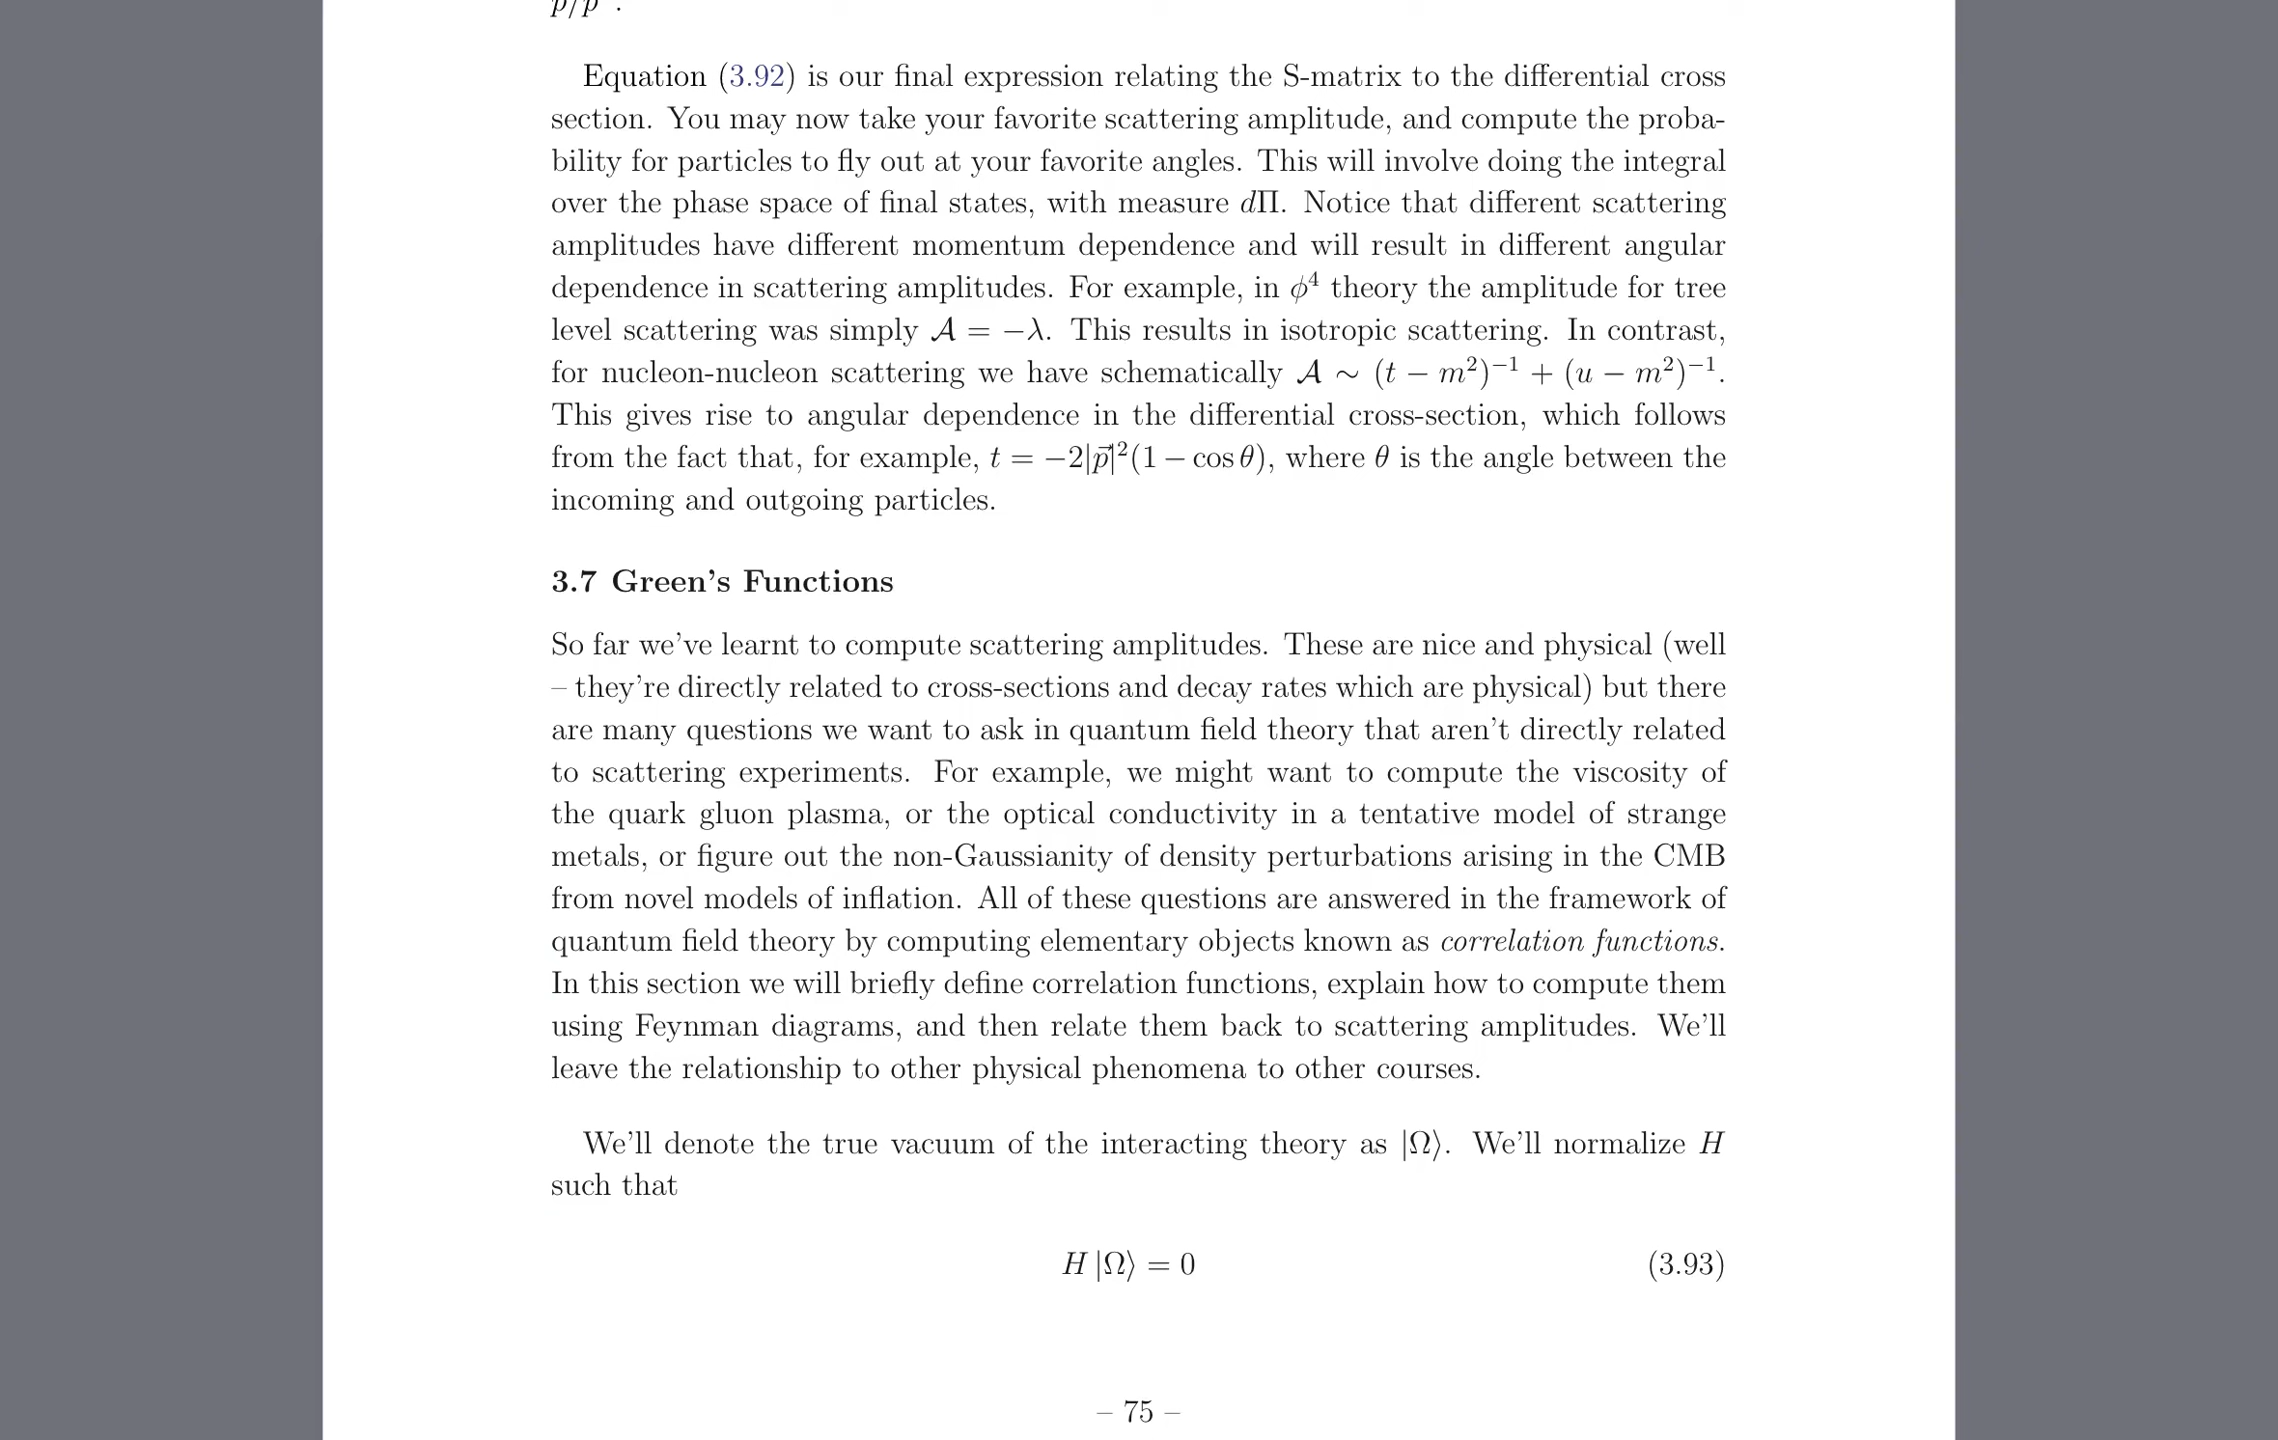 p⃗/p⁰.
Equation (3.92) is our final expression relating the S-matrix to the differential cross
section. You may now take your favorite scattering amplitude, and compute the proba-
bility for particles to fly out at your favorite angles. This will involve doing the integral
over the phase space of final states, with measure dΠ. Notice that different scattering
amplitudes have different momentum dependence and will result in different angular
dependence in scattering amplitudes. For example, in ϕ⁴ theory the amplitude for tree
level scattering was simply 𝒜 = −λ. This results in isotropic scattering. In contrast,
for nucleon-nucleon scattering we have schematically 𝒜 ∼ (t − m²)⁻¹ + (u − m²)⁻¹.
This gives rise to angular dependence in the differential cross-section, which follows
from the fact that, for example, t = −2|p⃗|²(1 − cos θ), where θ is the angle between the
incoming and outgoing particles.
3.7 Green's Functions
So far we've learnt to compute scattering amplitudes. These are nice and physical (well
– they're directly related to cross-sections and decay rates which are physical) but there
are many questions we want to ask in quantum field theory that aren't directly related
to scattering experiments. For example, we might want to compute the viscosity of
the quark gluon plasma, or the optical conductivity in a tentative model of strange
metals, or figure out the non-Gaussianity of density perturbations arising in the CMB
from novel models of inflation. All of these questions are answered in the framework of
quantum field theory by computing elementary objects known as correlation functions.
In this section we will briefly define correlation functions, explain how to compute them
using Feynman diagrams, and then relate them back to scattering amplitudes. We'll
leave the relationship to other physical phenomena to other courses.
We'll denote the true vacuum of the interacting theory as |Ω⟩. We'll normalize H
such that
H |Ω⟩ = 0 (3.93)
– 75 –